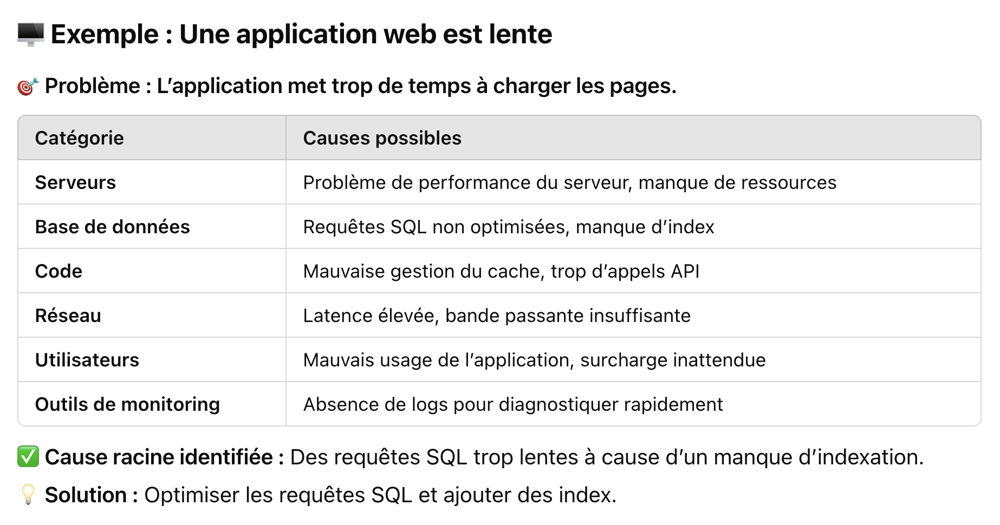 🖥️ Exemple : Une application web est lente
🎯 Problème : L’application met trop de temps à charger les pages.
Catégorie Causes possibles
Serveurs Problème de performance du serveur, manque de ressources
Base de données Requêtes SQL non optimisées, manque d’index
Code Mauvaise gestion du cache, trop d’appels API
Réseau Latence élevée, bande passante insuffisante
Utilisateurs Mauvais usage de l’application, surcharge inattendue
Outils de monitoring Absence de logs pour diagnostiquer rapidement
✅ Cause racine identifiée : Des requêtes SQL trop lentes à cause d’un manque d’indexation.
💡 Solution : Optimiser les requêtes SQL et ajouter des index.